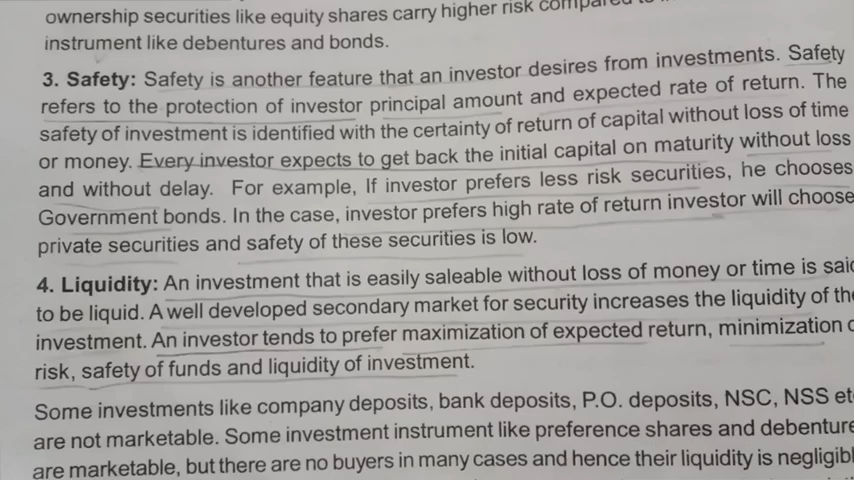 ownership securities like equity shares carry higher risk compared to
instrument like debentures and bonds.
3. Safety: Safety is another feature that an investor desires from investments. Safety
refers to the protection of investor principal amount and expected rate of return. The
safety of investment is identified with the certainty of return of capital without loss of time
or money. Every investor expects to get back the initial capital on maturity without loss
and without delay. For example, If investor prefers less risk securities, he chooses
Government bonds. In the case, investor prefers high rate of return investor will choose
private securities and safety of these securities is low.
4. Liquidity: An investment that is easily saleable without loss of money or time is said
to be liquid. A well developed secondary market for security increases the liquidity of the
investment. An investor tends to prefer maximization of expected return, minimization
risk, safety of funds and liquidity of investment.
Some investments like company deposits, bank deposits, P.O. deposits, NSC, NSS
are not marketable. Some investment instrument like preference shares and debenture
are marketable, but there are no buyers in many cases and hence their liquidity is